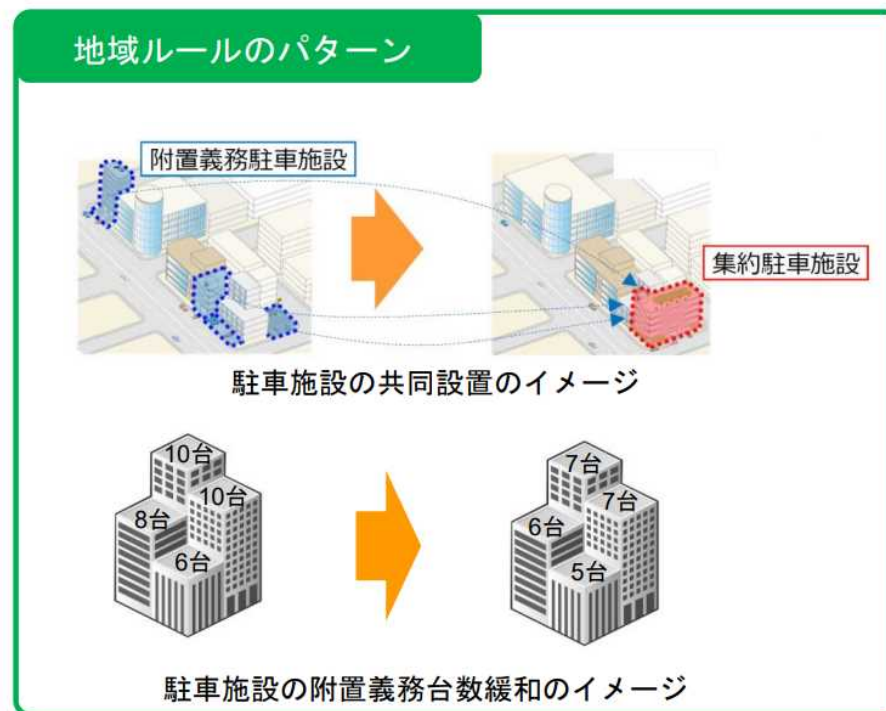 地域ルールのパターン
附置義務駐車施設
集約駐車施設
駐車施設の共同設置のイメージ
10台
10台
8台
6台
7台
7台
6台
5台
駐車施設の附置義務台数緩和のイメージ